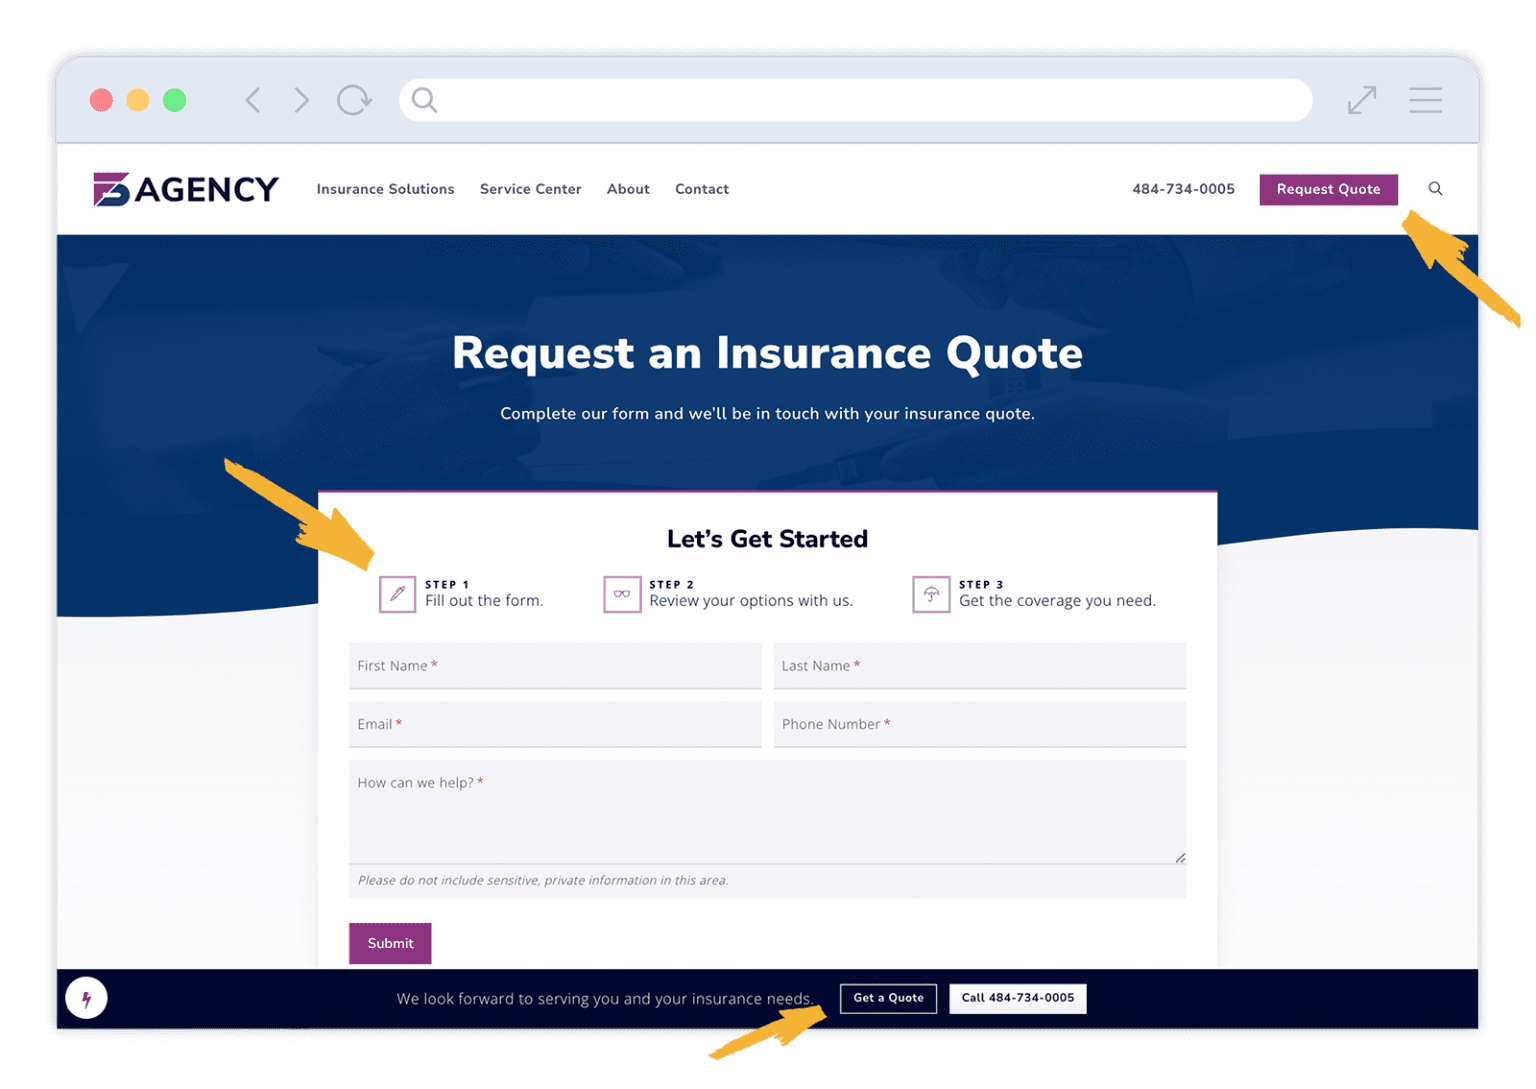 AGENCY
Insurance Solutions Service Center About Contact 484-734-0005 Request Quote
Request an Insurance Quote
Complete our form and we'll be in touch with your insurance quote.
Let's Get Started
STEP 1
Fill out the form.
STEP 2
Review your options with us.
STEP 3
Get the coverage you need.
First Name * Last Name *
Email * Phone Number *
How can we help? *
Please do not include sensitive, private information in this area.
Submit
We look forward to serving you and your insurance needs. Get a Quote Call 484-734-0005